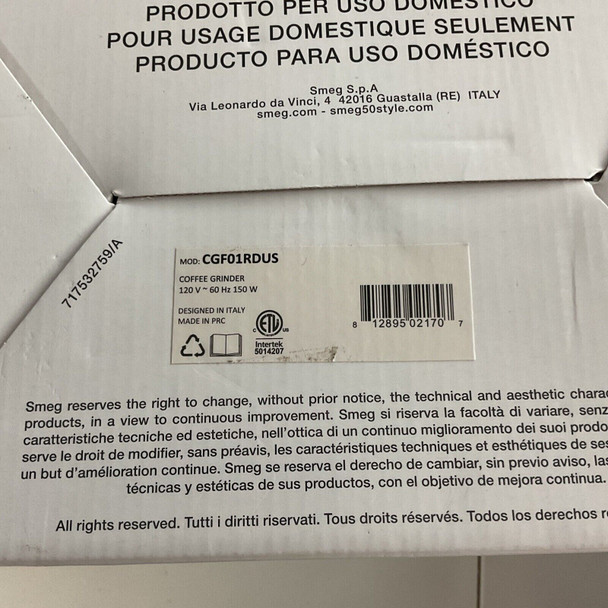 PRODOTTO PER USO DOMESTICO
POUR USAGE DOMESTIQUE SEULEMENT
PRODUCTO PARA USO DOMÉSTICO
Smeg S.p.A
Via Leonardo da Vinci, 4 42016 Guastalla (RE) ITALY
smeg.com - smeg50style.com
717532759/A
MOD: CGF01RDUS
COFFEE GRINDER
120 V ~ 60 Hz 150 W
DESIGNED IN ITALY
MADE IN PRC
C ETL US
Intertek
5014207
8 12895 02170 7
Smeg reserves the right to change, without prior notice, the technical and aesthetic charac
products, in a view to continuous improvement. Smeg si riserva la facoltà di variare, senz
caratteristiche tecniche ed estetiche, nell'ottica di un continuo miglioramento dei suoi prodo
serve le droit de modifier, sans préavis, les caractéristiques techniques et esthétiques de ses
un but d'amélioration continue. Smeg se reserva el derecho de cambiar, sin previo aviso, las
técnicas y estéticas de sus productos, con el objetivo de mejora continua.
All rights reserved. Tutti i diritti riservati. Tous droits réservés. Todos los derechos r